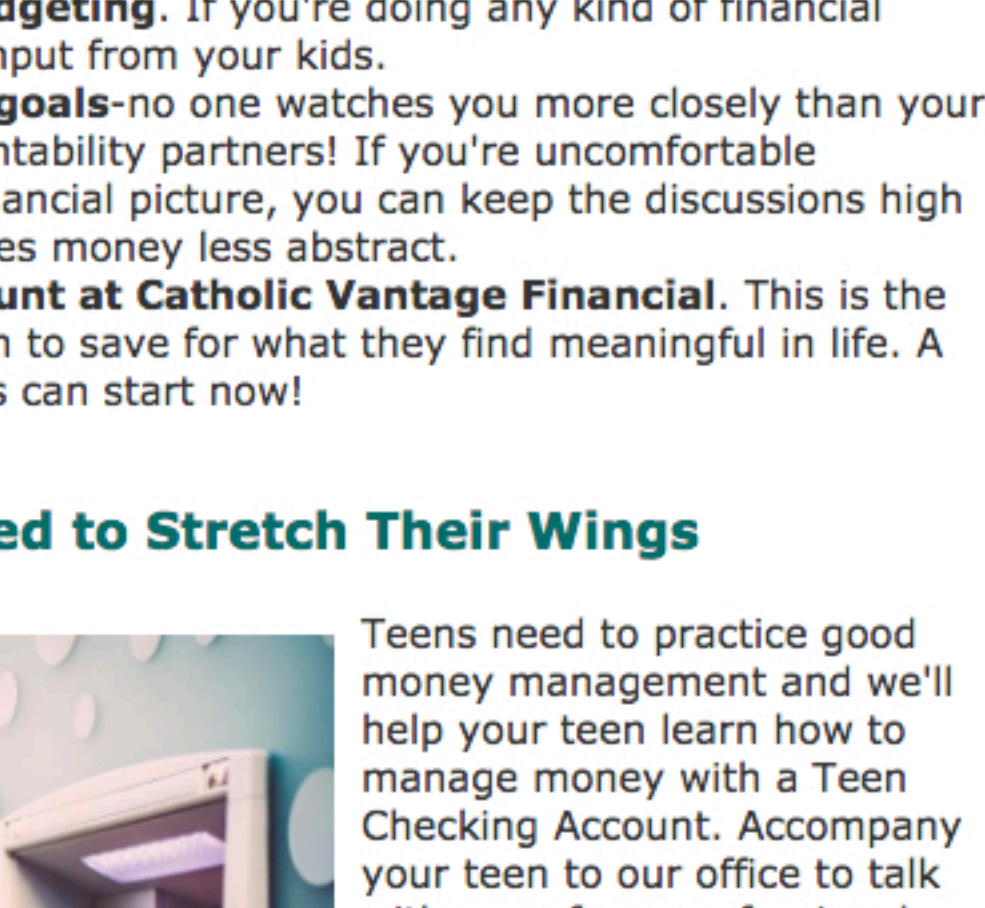 dgeting. If you're doing any kind of financial
nput from your kids.
goals-no one watches you more closely than your
ntability partners! If you're uncomfortable
ancial picture, you can keep the discussions high
es money less abstract.
unt at Catholic Vantage Financial. This is the
n to save for what they find meaningful in life. A
s can start now!
ed to Stretch Their Wings
Teens need to practice good
money management and we'll
help your teen learn how to
manage money with a Teen
Checking Account. Accompany
your teen to our office to talk